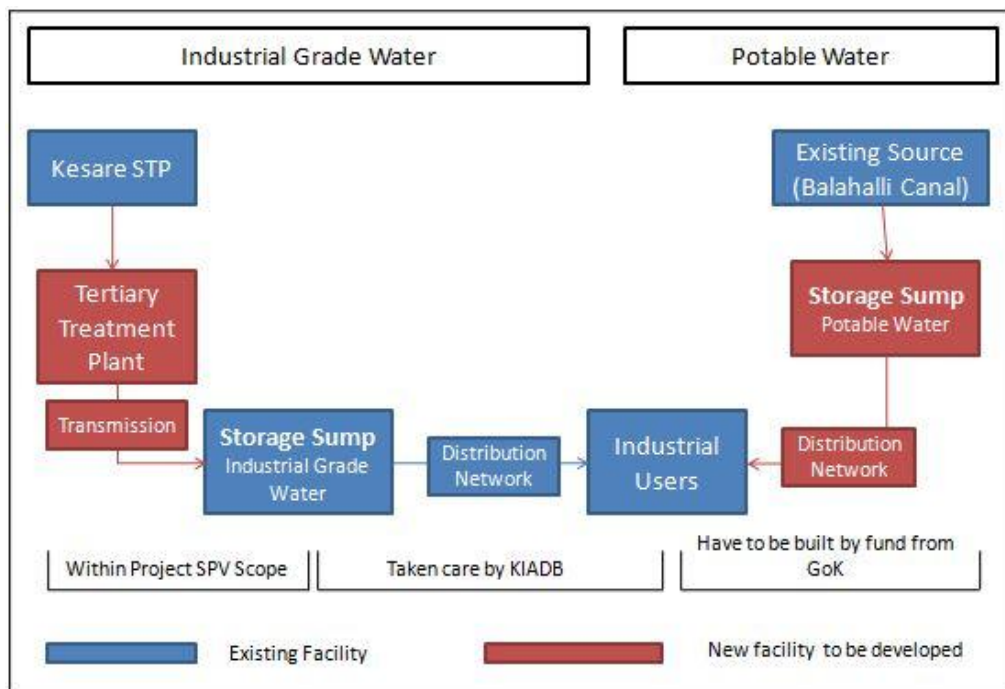 Industrial Grade Water
Potable Water
Kesare STP
Existing Source
(Balahalli Canal)
Tertiary
Treatment
Plant
Storage Sump
Potable Water
Transmission
Storage Sump
Industrial Grade
Water
Distribution
Network
Industrial
Users
Distribution
Network
Within Project SPV Scope
Taken care by KIADB
Have to be built by fund from
GoK
Existing Facility
New facility to be developed